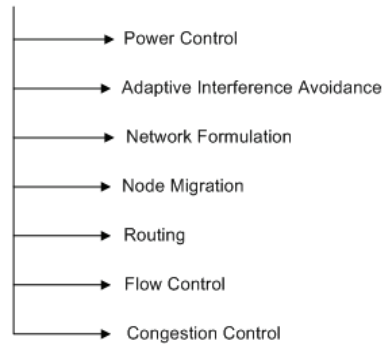 Power Control
Adaptive Interference Avoidance
Network Formulation
Node Migration
Routing
Flow Control
Congestion Control